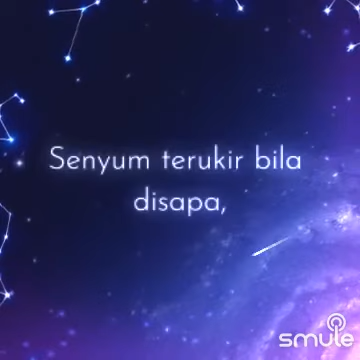 Senyum terukir bila
disapa,
smule